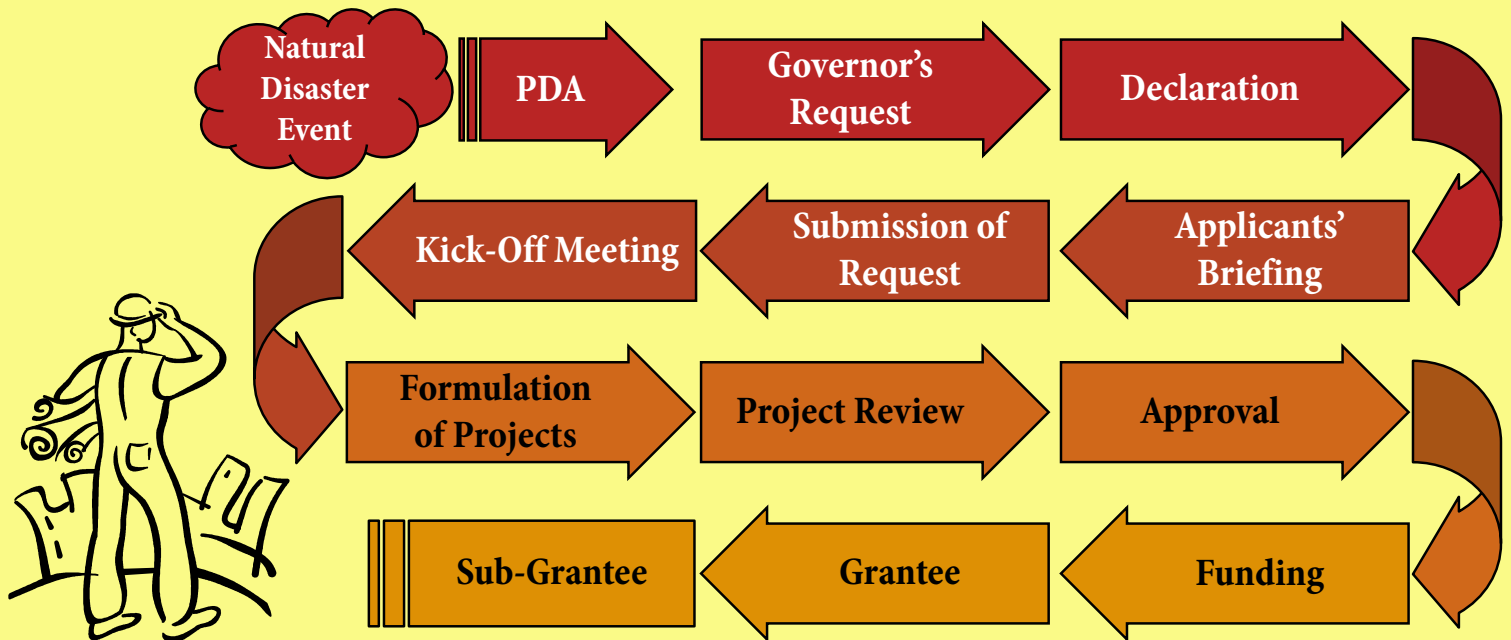 Natural
Disaster
Event
PDA
Governor’s
Request
Declaration
Applicants’
Briefing
Submission of
Request
Kick-Off Meeting
Formulation
of Projects
Project Review
Approval
Funding
Grantee
Sub-Grantee